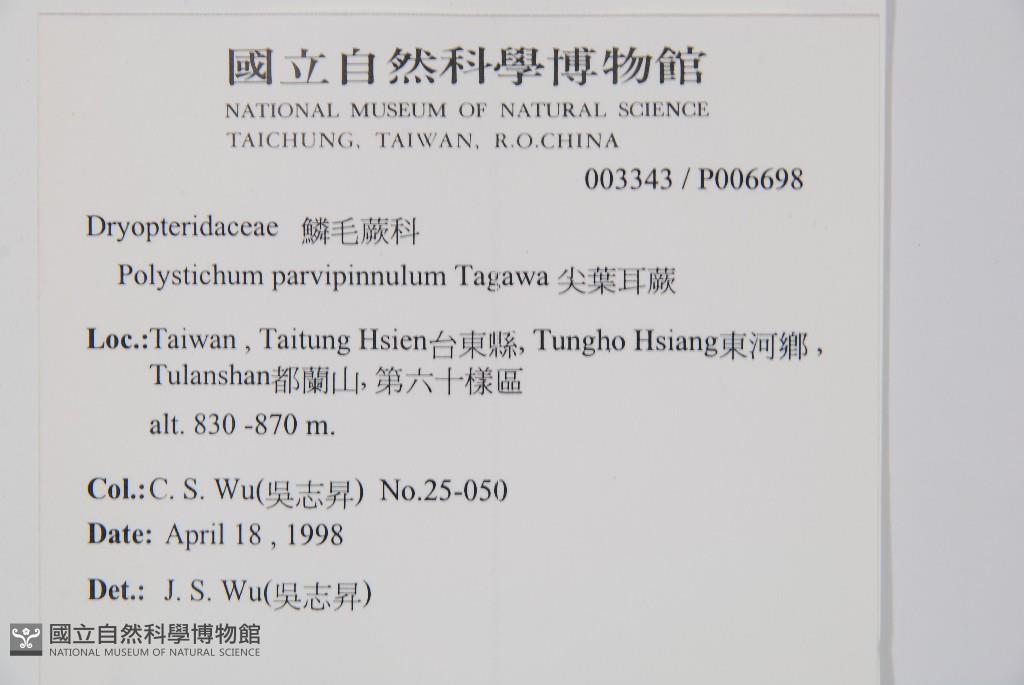 國立自然科學博物館
NATIONAL MUSEUM OF NATURAL SCIENCE
TAICHUNG, TAIWAN, R.O.CHINA
003343 / P006698
Dryopteridaceae 鱗毛蕨科
Polystichum parvipinnulum Tagawa 尖葉耳蕨
Loc.:Taiwan , Taitung Hsien台東縣, Tungho Hsiang東河鄉 ,
Tulanshan都蘭山, 第六十樣區
alt. 830 -870 m.
Col.:C. S. Wu(吳志昇) No.25-050
Date: April 18 , 1998
Det.: J. S. Wu(吳志昇)
國立自然科學博物館
NATIONAL MUSEUM OF NATURAL SCIENCE